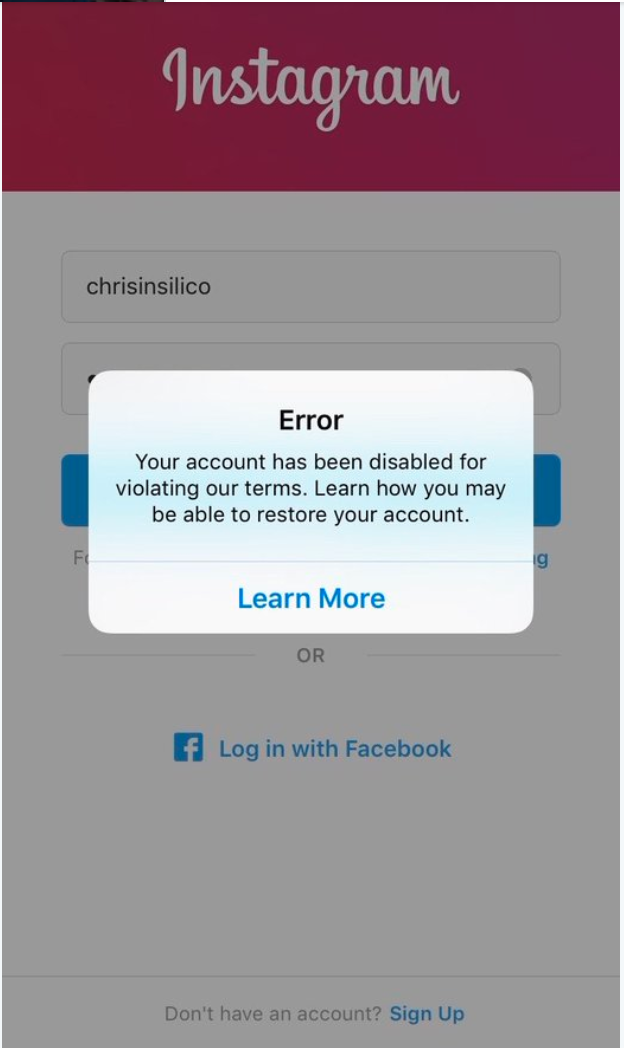 Instagram
chrisinsilico
Error
Your account has been disabled for
violating our terms. Learn how you may
be able to restore your account.
Learn More
OR
Log in with Facebook
Don't have an account? Sign Up